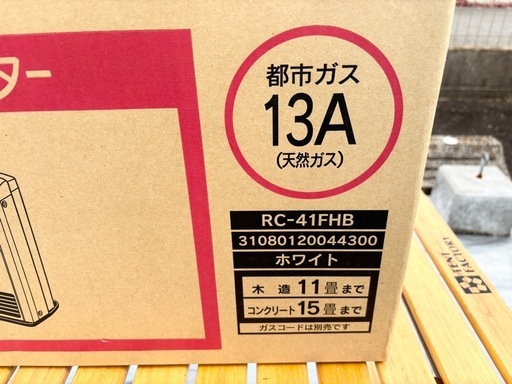 ター
都市ガス
13A
(天然ガス)
RC-41FHB
31080120044300
ホワイト
木造 11畳まで
コンクリート 15畳まで
ガスコードは別売です
TENT
FACTORY